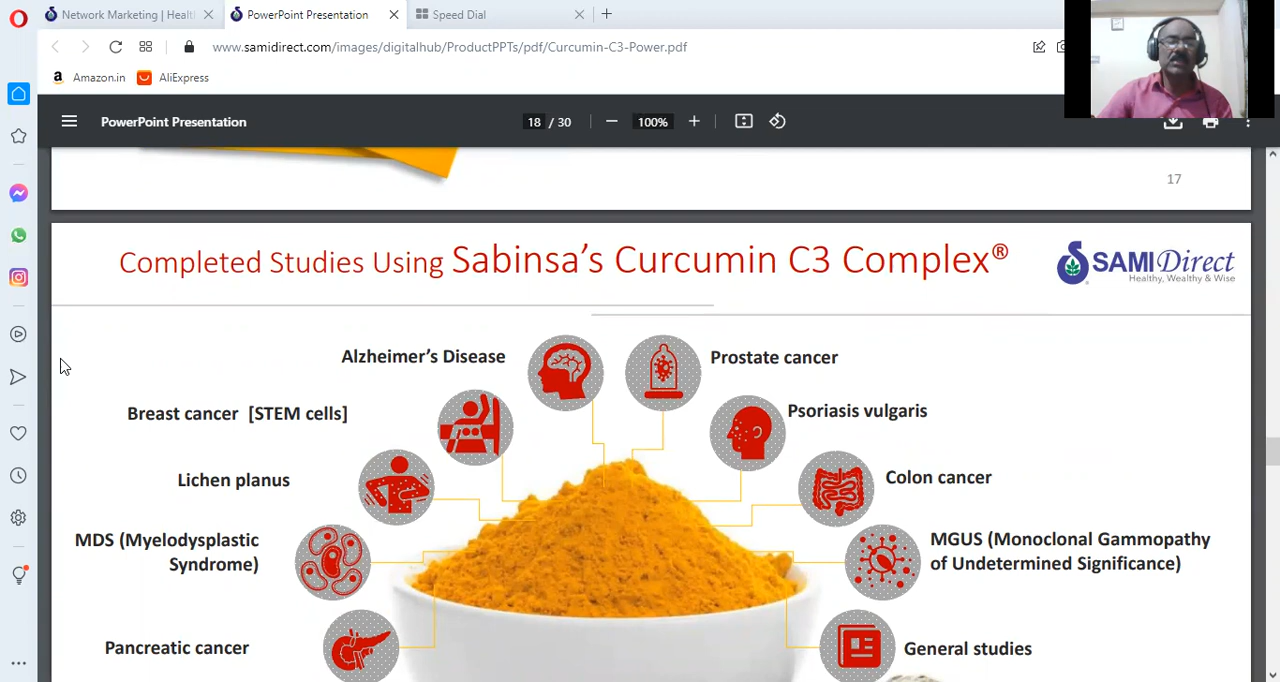 Network Marketing | Healt
PowerPoint Presentation
Speed Dial
www.samidirect.com/images/digitalhub/ProductPPTs/pdf/Curcumin-C3-Power.pdf
Amazon.in
AliExpress
PowerPoint Presentation
18 / 30
100%
17
Completed Studies Using Sabinsa's Curcumin C3 Complex®
SAMI Direct
Healthy, Wealthy & Wise
Alzheimer's Disease
Prostate cancer
Breast cancer [STEM cells]
Psoriasis vulgaris
Lichen planus
Colon cancer
MDS (Myelodysplastic
Syndrome)
MGUS (Monoclonal Gammopathy
of Undetermined Significance)
Pancreatic cancer
General studies